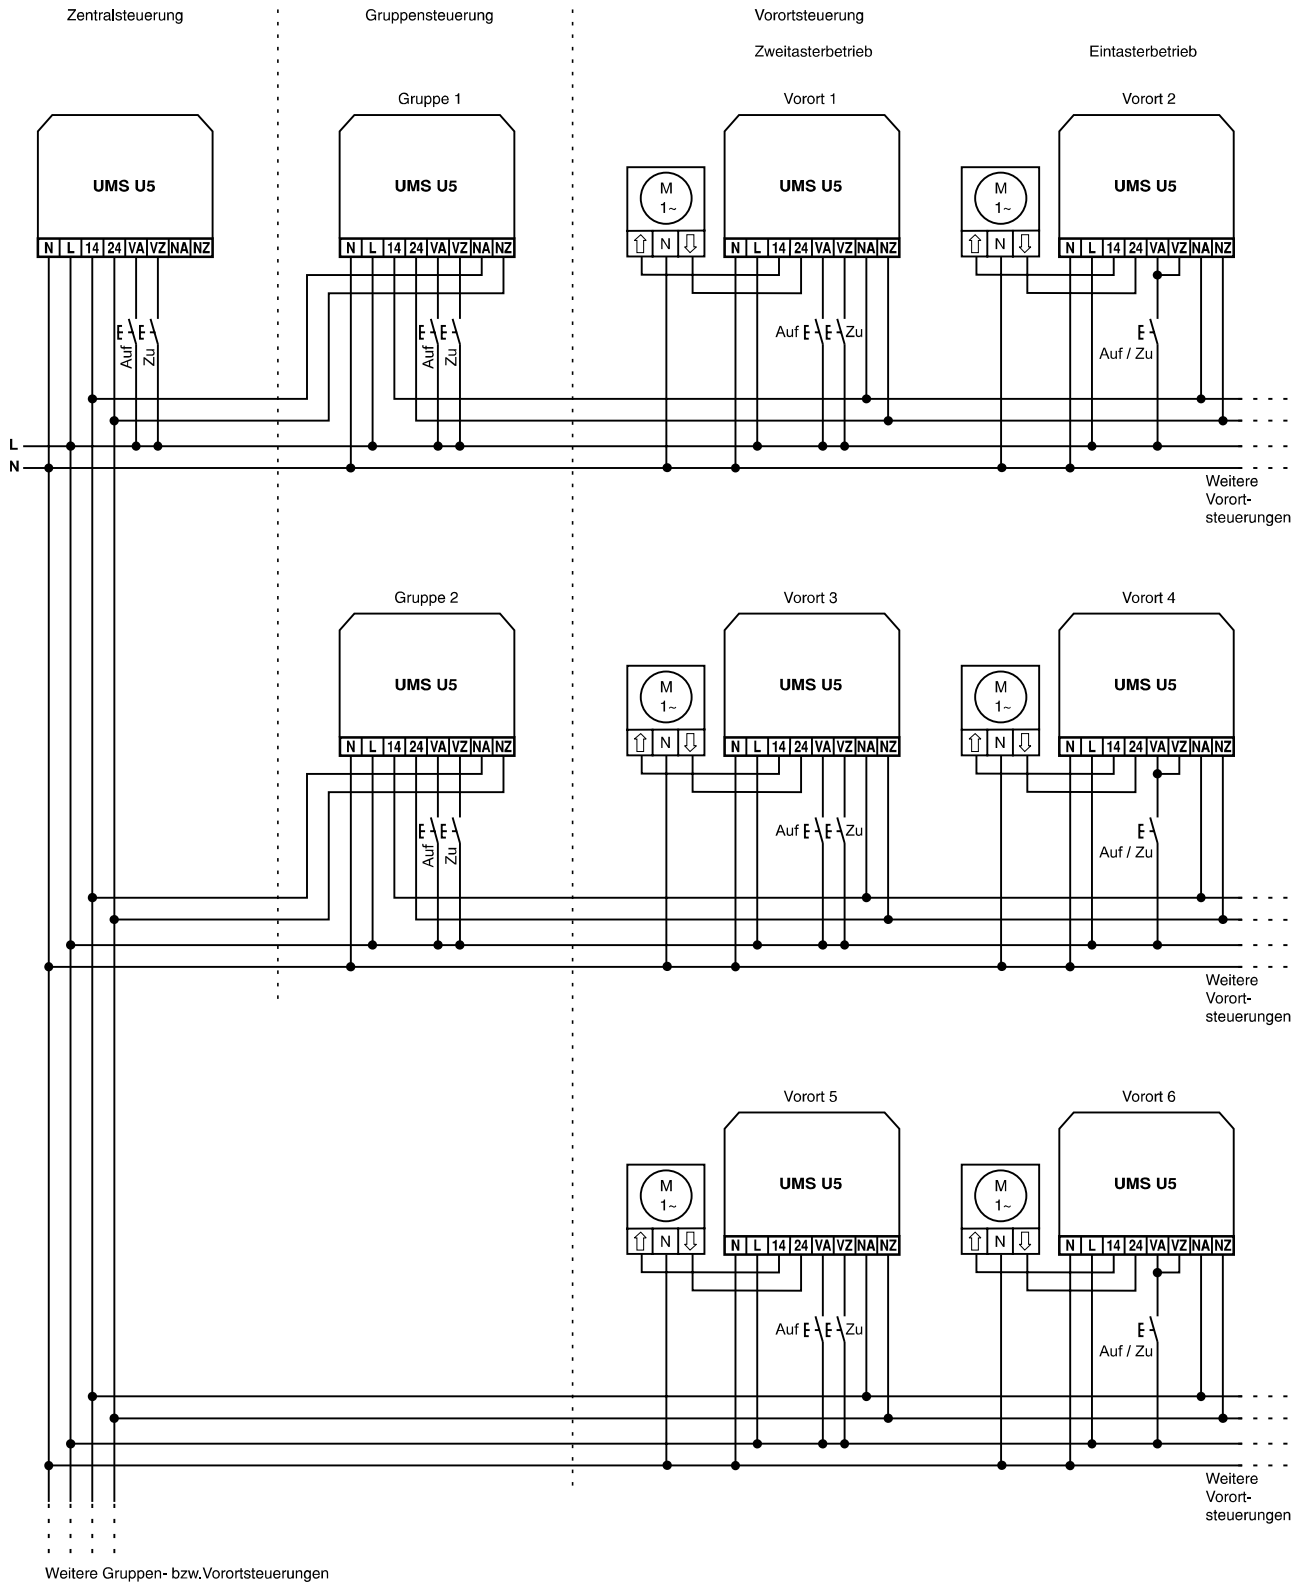 Zentralsteuerung
Gruppensteuerung
Vorortsteuerung
Zweitasterbetrieb
Eintasterbetrieb
Gruppe 1
Vorort 1
Vorort 2
UMS U5
UMS U5
M
1~
UMS U5
M
1~
UMS U5
N L 14 24 VA VZ NA NZ
N L 14 24 VA VZ NA NZ
N
N L 14 24 VA VZ NA NZ
N
N L 14 24 VA VZ NA NZ
Auf
Zu
Auf
Zu
Auf
Zu
Auf / Zu
L
N
Weitere
Vorort-
steuerungen
Gruppe 2
Vorort 3
Vorort 4
UMS U5
M
1~
UMS U5
M
1~
UMS U5
N L 14 24 VA VZ NA NZ
N
N L 14 24 VA VZ NA NZ
N
N L 14 24 VA VZ NA NZ
Auf
Zu
Auf
Zu
Auf / Zu
Weitere
Vorort-
steuerungen
Vorort 5
Vorort 6
M
1~
UMS U5
M
1~
UMS U5
N
N L 14 24 VA VZ NA NZ
N
N L 14 24 VA VZ NA NZ
Auf
Zu
Auf / Zu
Weitere
Vorort-
steuerungen
Weitere Gruppen- bzw.Vorortsteuerungen